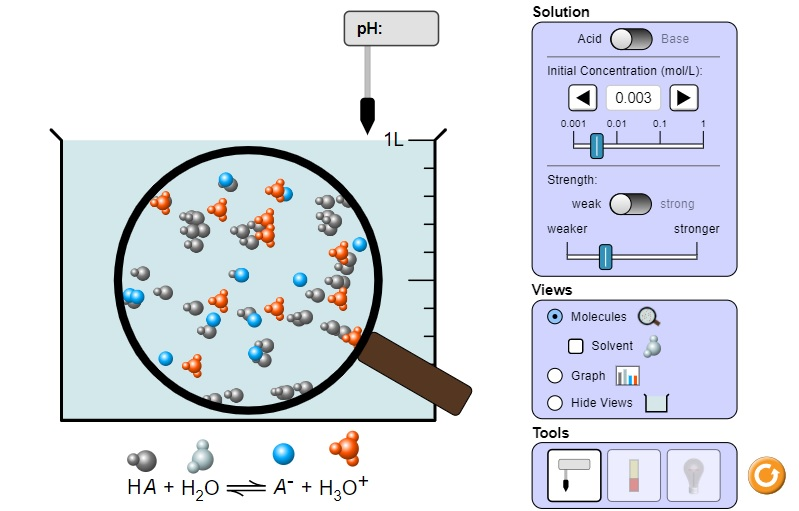 pH:
1L
HA + H₂O ⇌ A⁻ + H₃O⁺
Solution
Acid Base
Initial Concentration (mol/L):
0.003
0.001 0.01 0.1 1
Strength:
weak strong
weaker stronger
Views
Molecules
Solvent
Graph
Hide Views
Tools